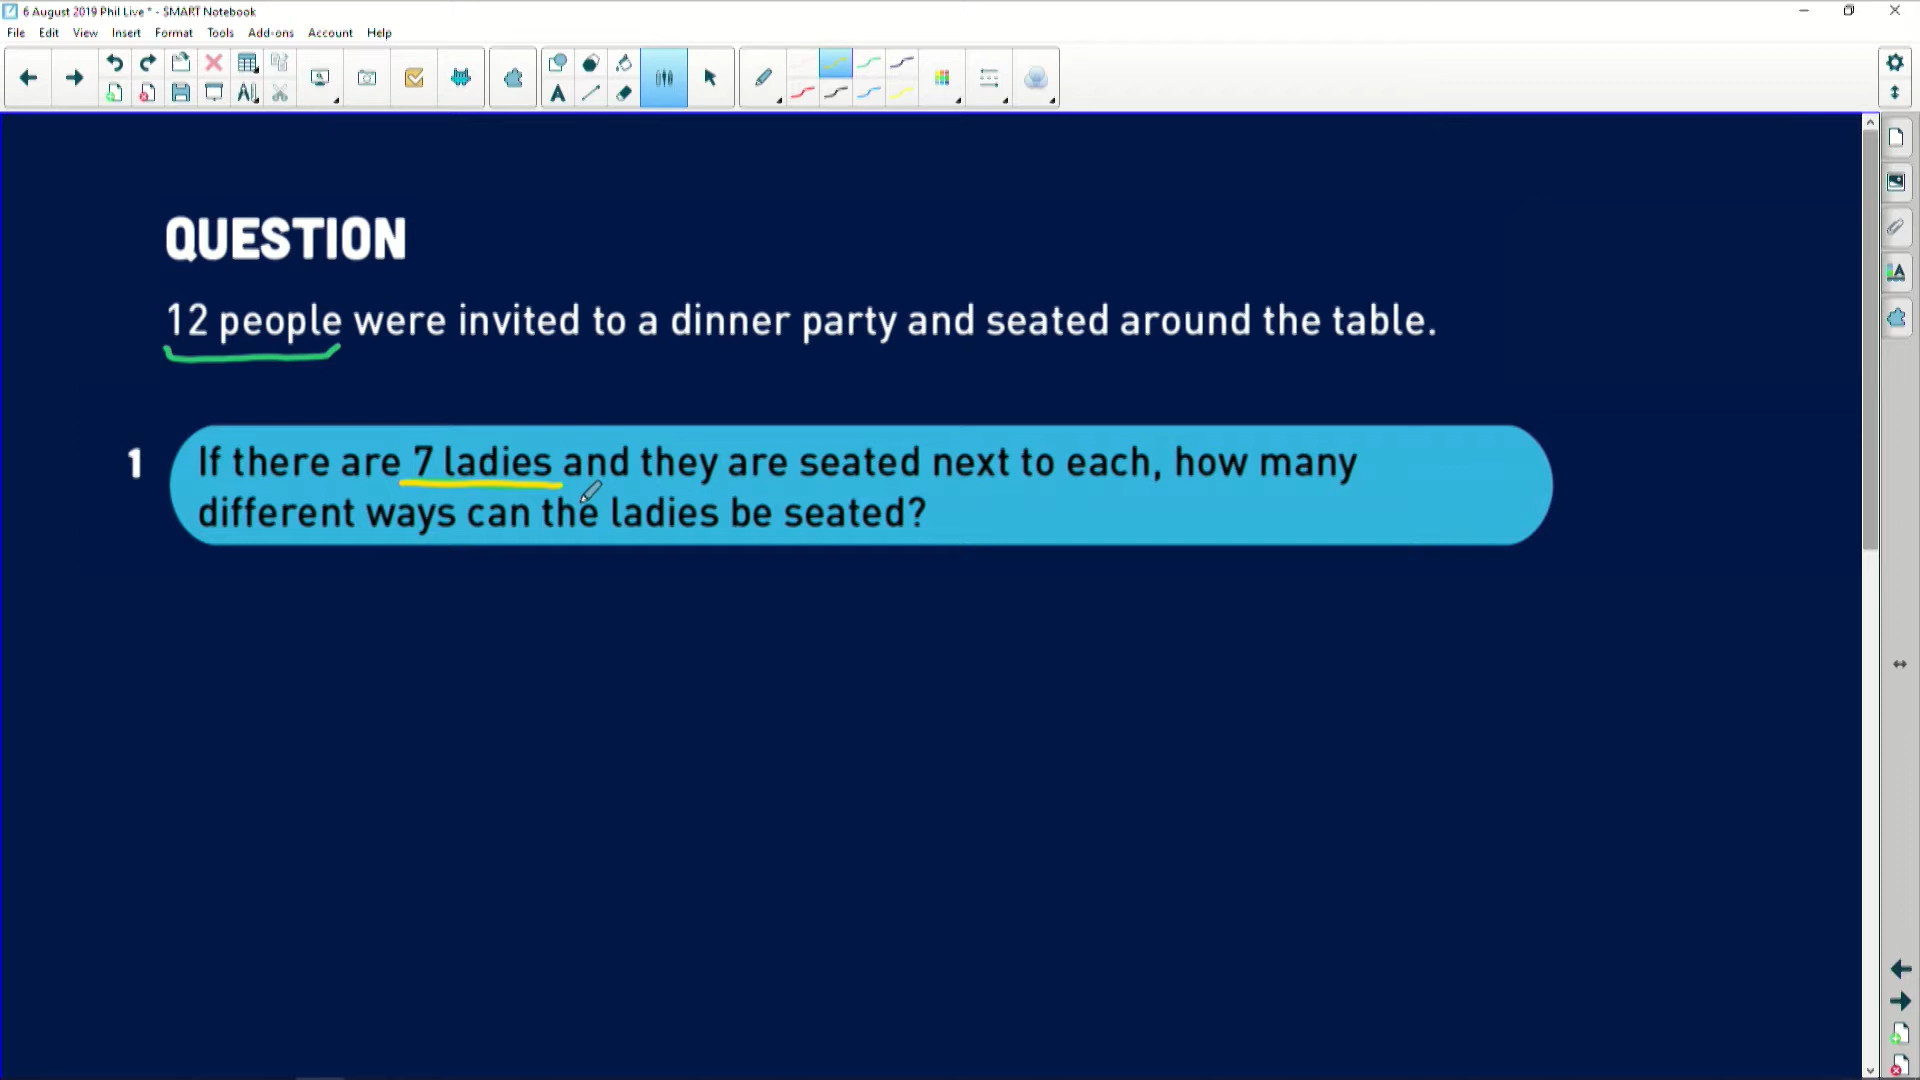 6 August 2019 Phil Live * - SMART Notebook
File Edit View Insert Format Tools Add-ons Account Help
QUESTION
12 people were invited to a dinner party and seated around the table.
1 If there are 7 ladies and they are seated next to each, how many
different ways can the ladies be seated?